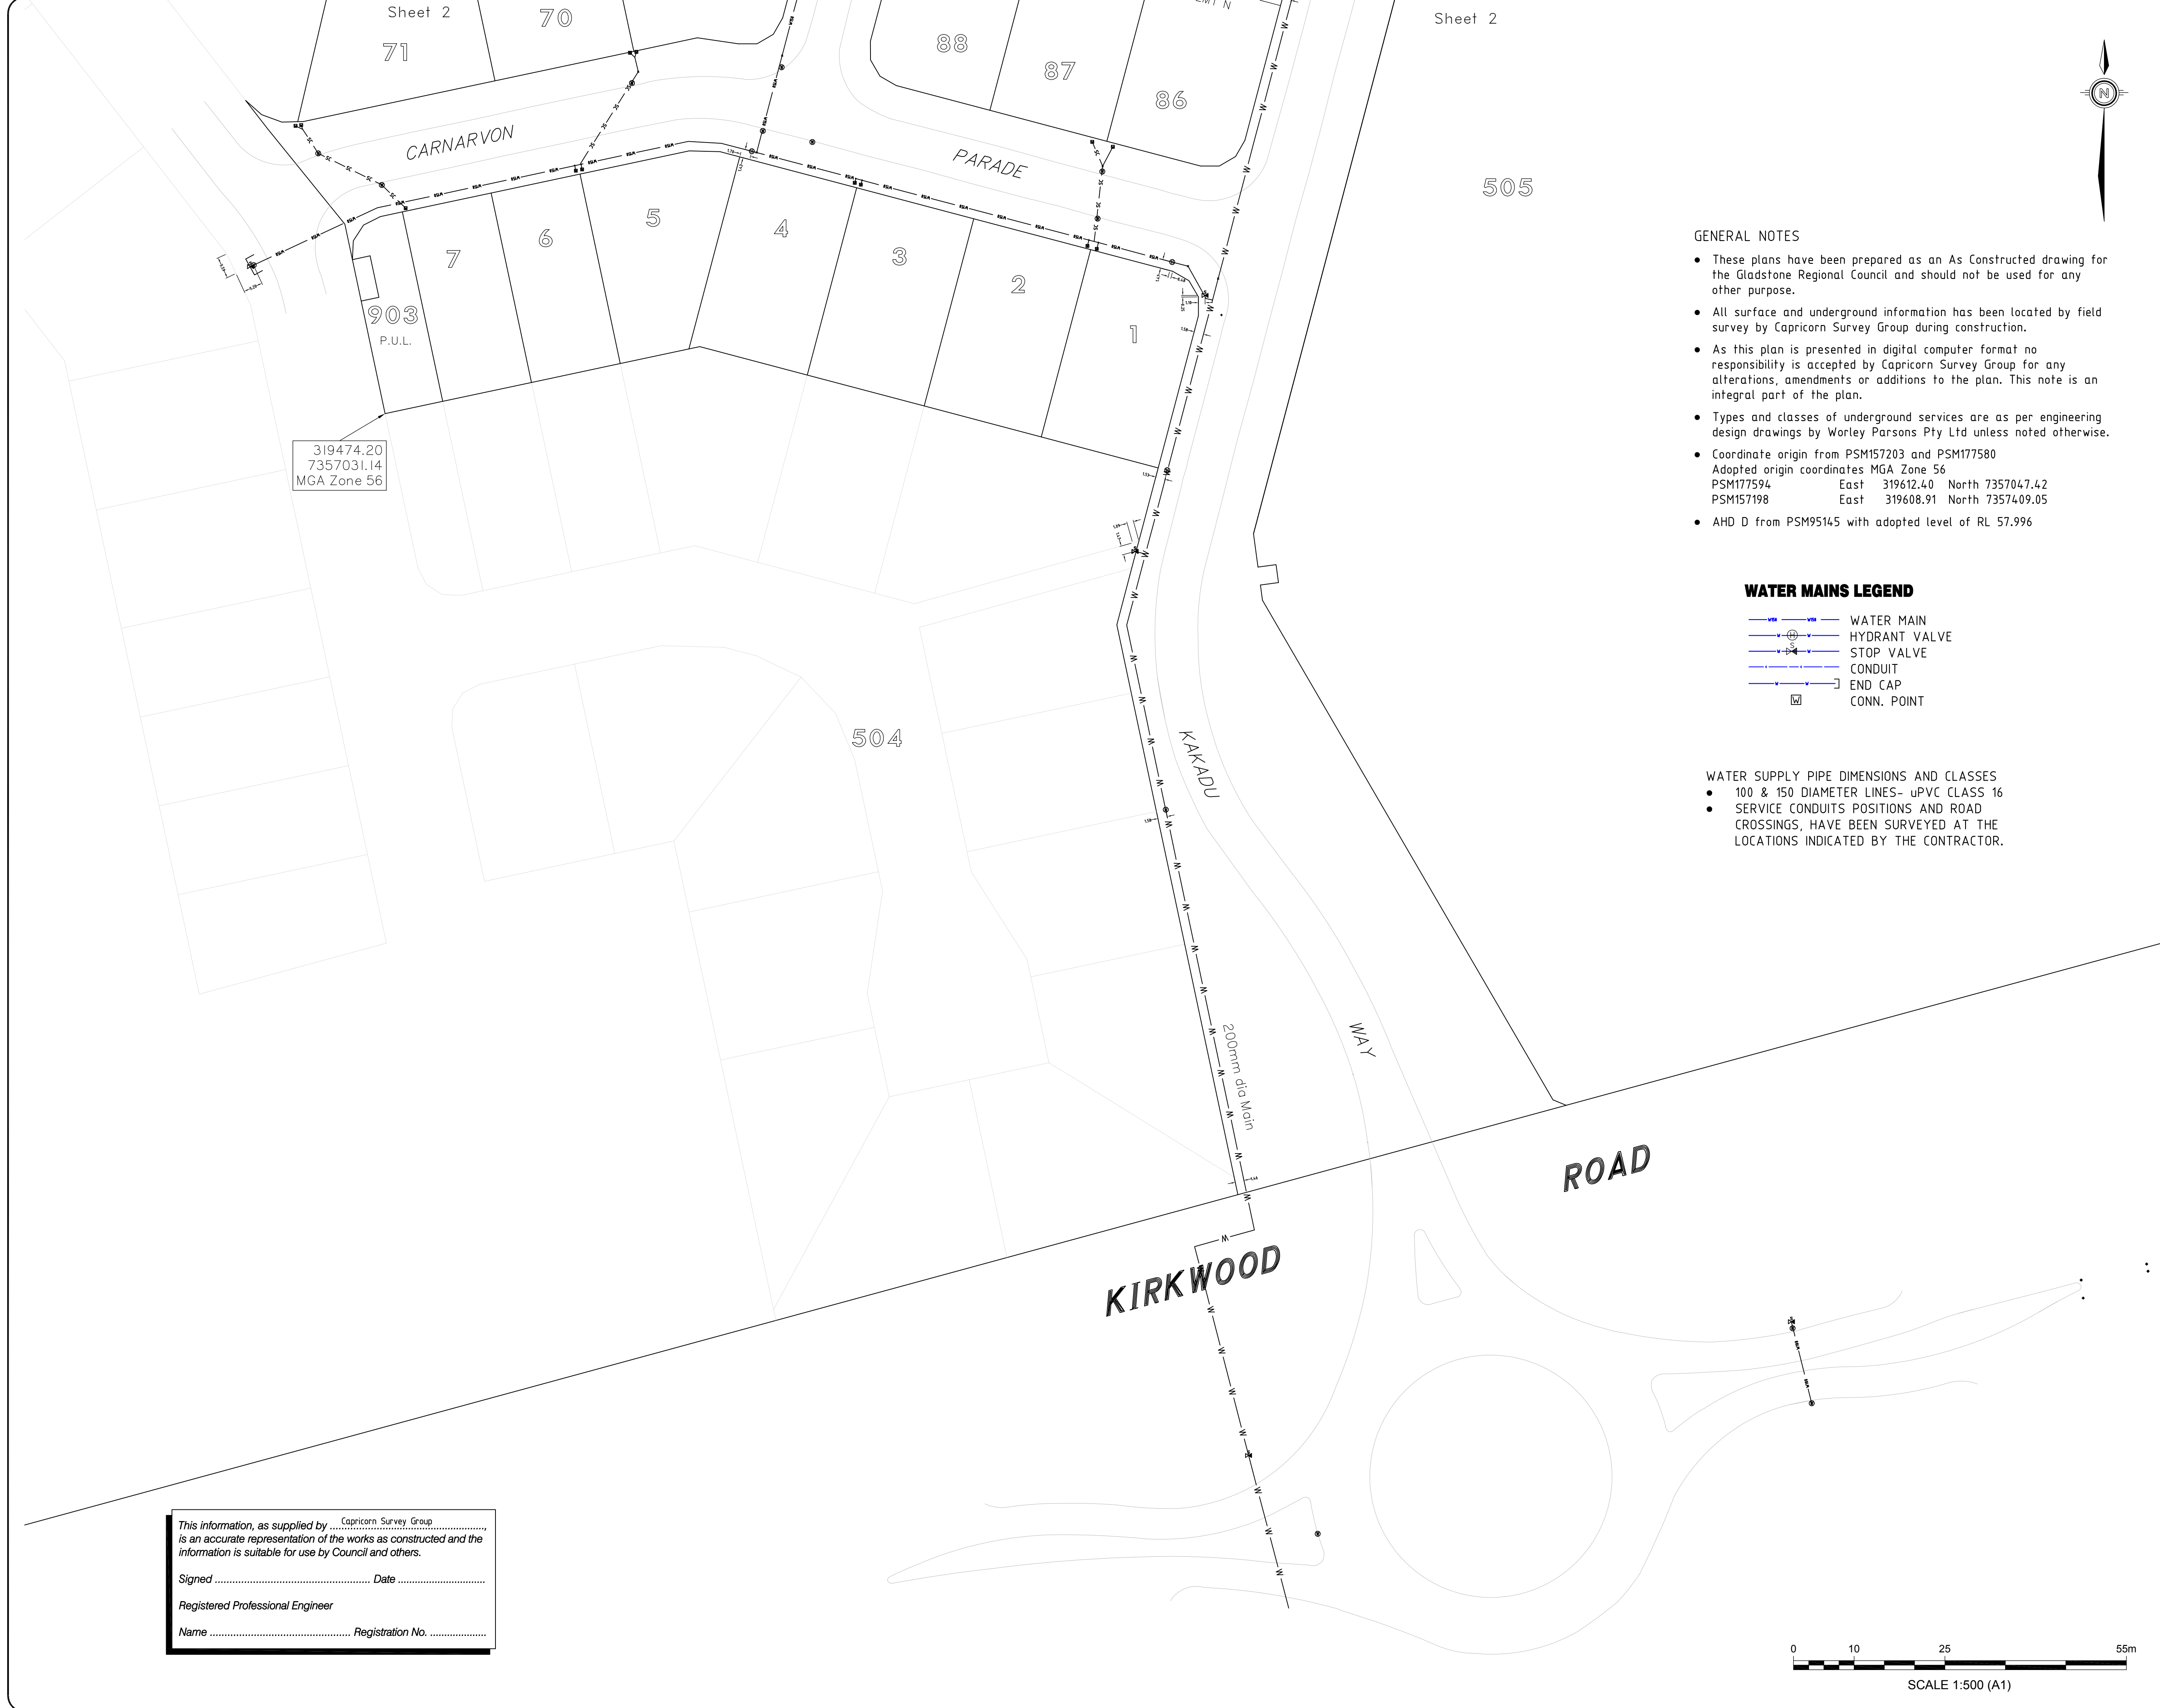 Sheet 2
70
71
88
87
86
Sheet 2
N
CARNARVON
PARADE
505
7
6
5
4
3
2
1
903
P.U.L.
319474.20
7357031.14
MGA Zone 56
GENERAL NOTES
• These plans have been prepared as an As Constructed drawing for
the Gladstone Regional Council and should not be used for any
other purpose.
• All surface and underground information has been located by field
survey by Capricorn Survey Group during construction.
• As this plan is presented in digital computer format no
responsibility is accepted by Capricorn Survey Group for any
alterations, amendments or additions to the plan. This note is an
integral part of the plan.
• Types and classes of underground services are as per engineering
design drawings by Worley Parsons Pty Ltd unless noted otherwise.
• Coordinate origin from PSM157203 and PSM177580
Adopted origin coordinates MGA Zone 56
PSM177594 East 319612.40 North 7357047.42
PSM157198 East 319608.91 North 7357409.05
• AHD D from PSM95145 with adopted level of RL 57.996
WATER MAINS LEGEND
WATER MAIN
H HYDRANT VALVE
S STOP VALVE
CONDUIT
END CAP
W CONN. POINT
WATER SUPPLY PIPE DIMENSIONS AND CLASSES
• 100 & 150 DIAMETER LINES- uPVC CLASS 16
• SERVICE CONDUITS POSITIONS AND ROAD
CROSSINGS, HAVE BEEN SURVEYED AT THE
LOCATIONS INDICATED BY THE CONTRACTOR.
504
KAKADU
WAY
200mm dia Main
KIRKWOOD
ROAD
This information, as supplied by Capricorn Survey Group,
is an accurate representation of the works as constructed and the
information is suitable for use by Council and others.
Signed ........ Date ........
Registered Professional Engineer
Name ........ Registration No. ........
0 10 25 55m
SCALE 1:500 (A1)